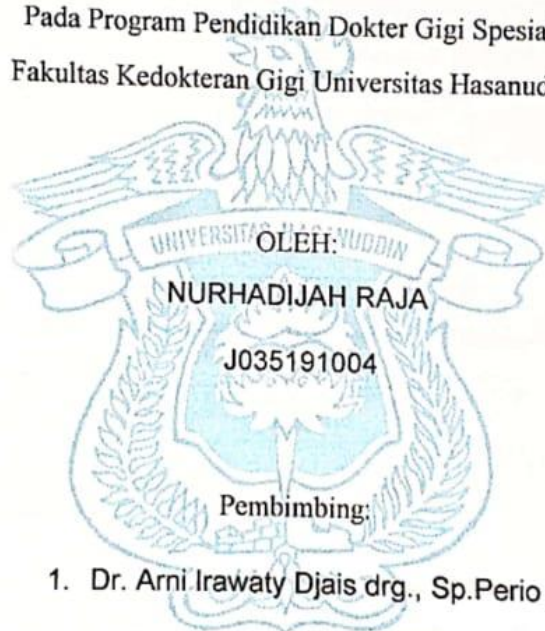 Pada Program Pendidikan Dokter Gigi Spesia
Fakultas Kedokteran Gigi Universitas Hasanud
UNIVERSITAS HASANUDDIN
OLEH:
NURHADIJAH RAJA
J035191004
Pembimbing:
1. Dr. Arni Irawaty Djais drg., Sp.Perio